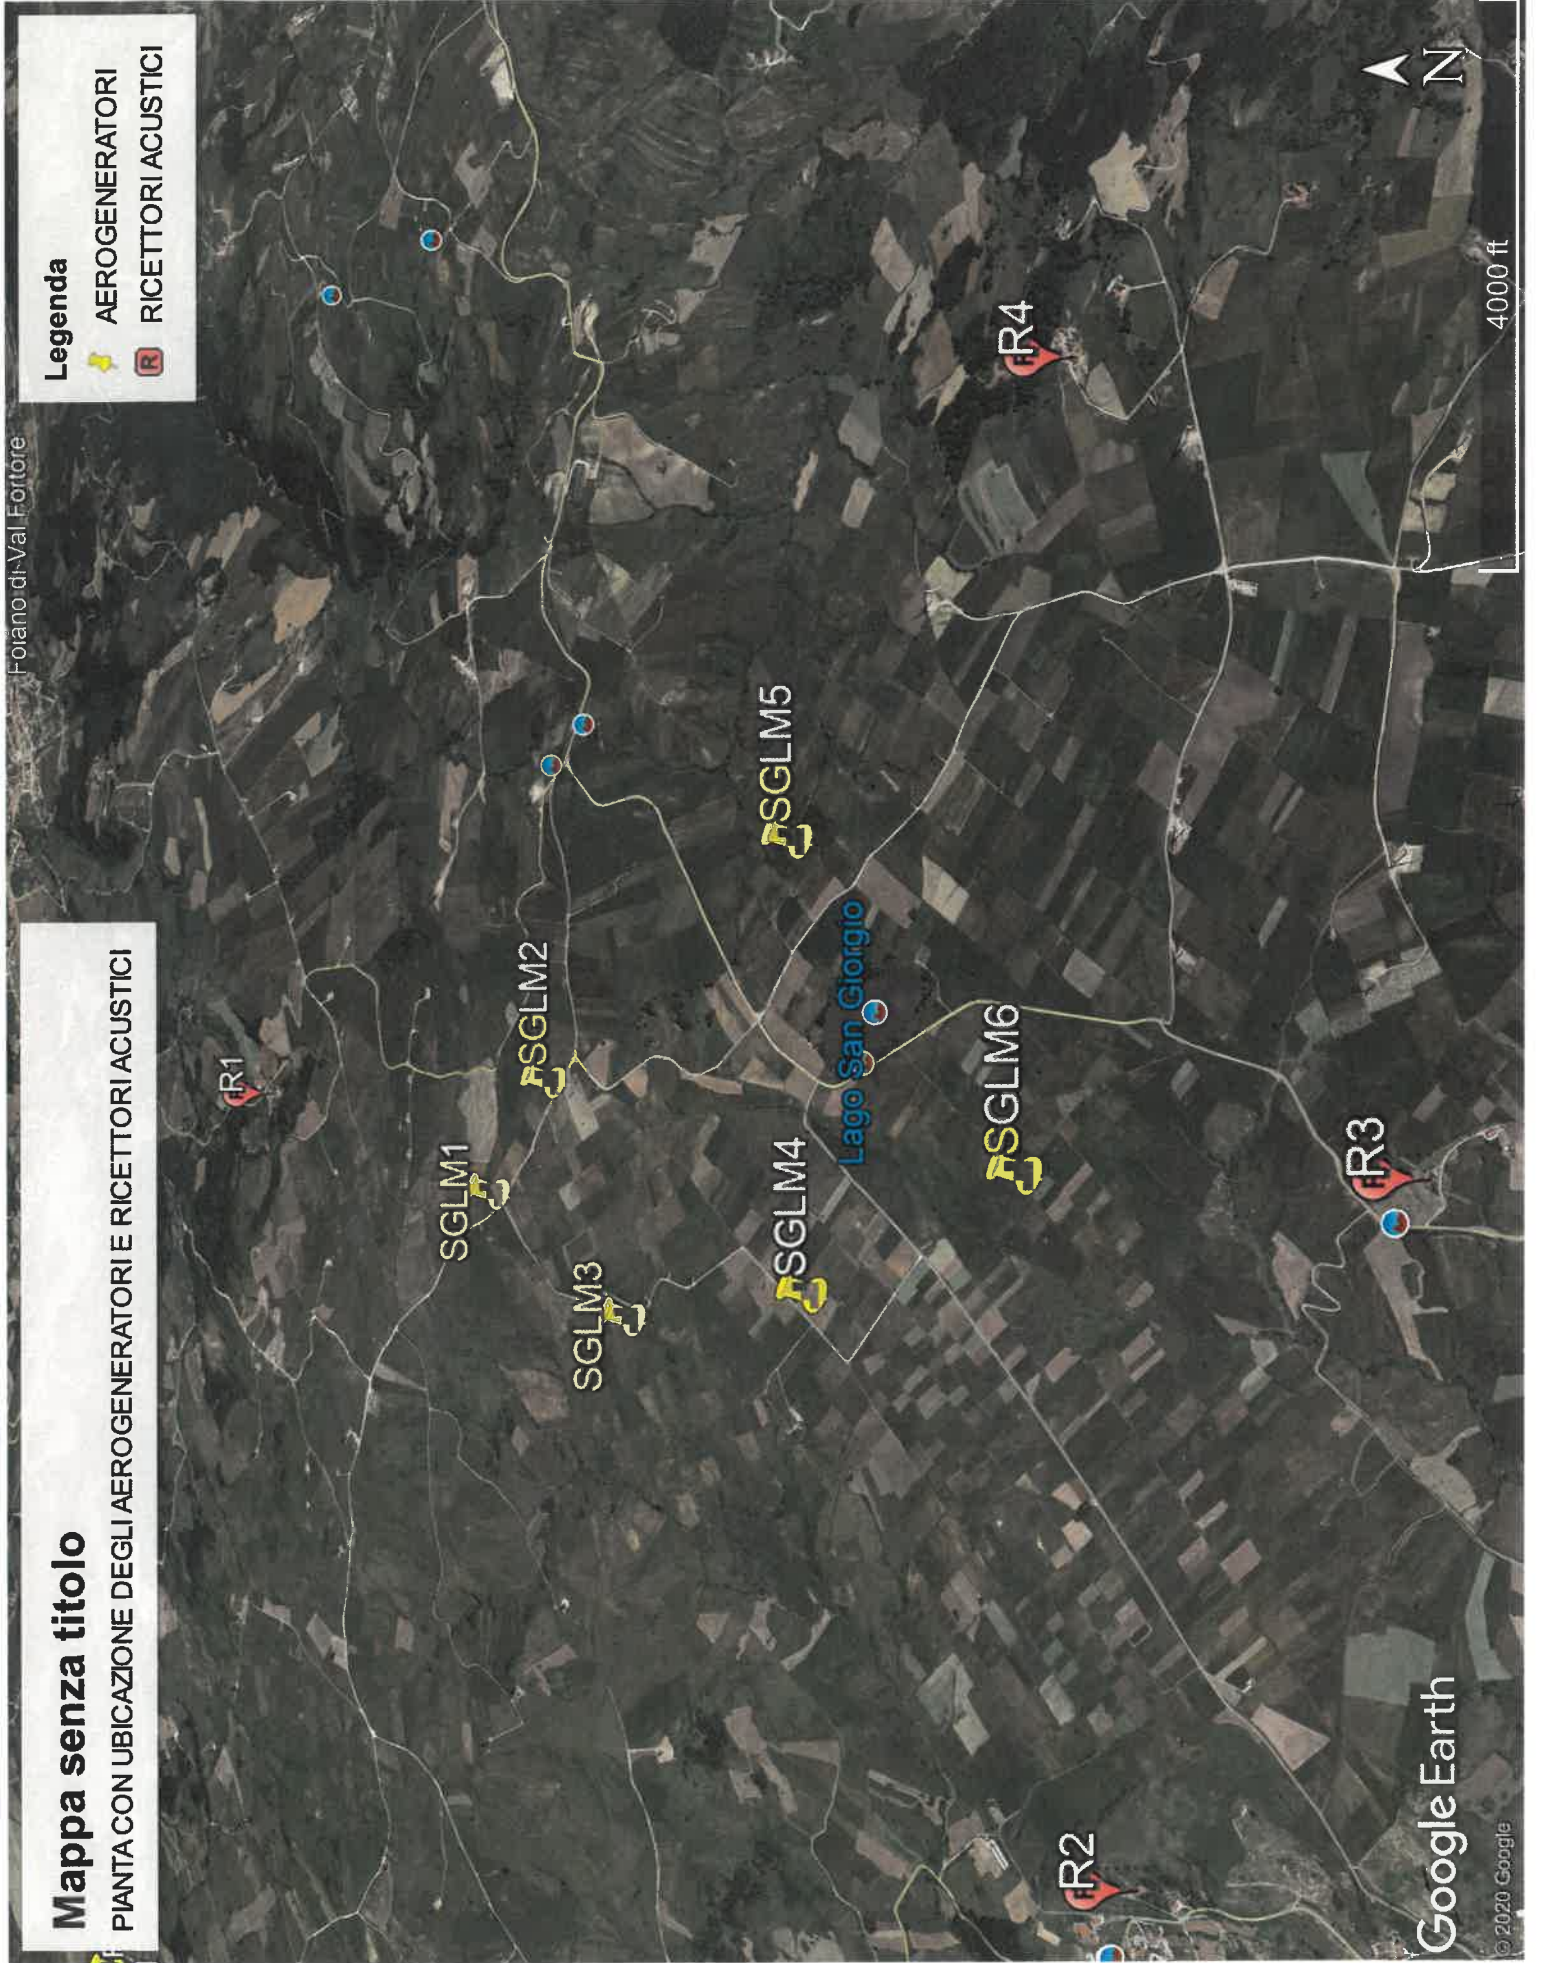 Mappa senza titolo
PIANTA CON UBICAZIONE DEGLI AEROGENERATORI E RICETTORI ACUSTICI
Legenda
AEROGENERATORI
R RICETTORI ACUSTICI
Foiano di Val Fortore
R1
SGLM1
SGLM2
SGLM3
SGLM5
SGLM4
Lago San Giorgio
SGLM6
R4
R2
R3
Google Earth
© 2020 Google
4000 ft
N